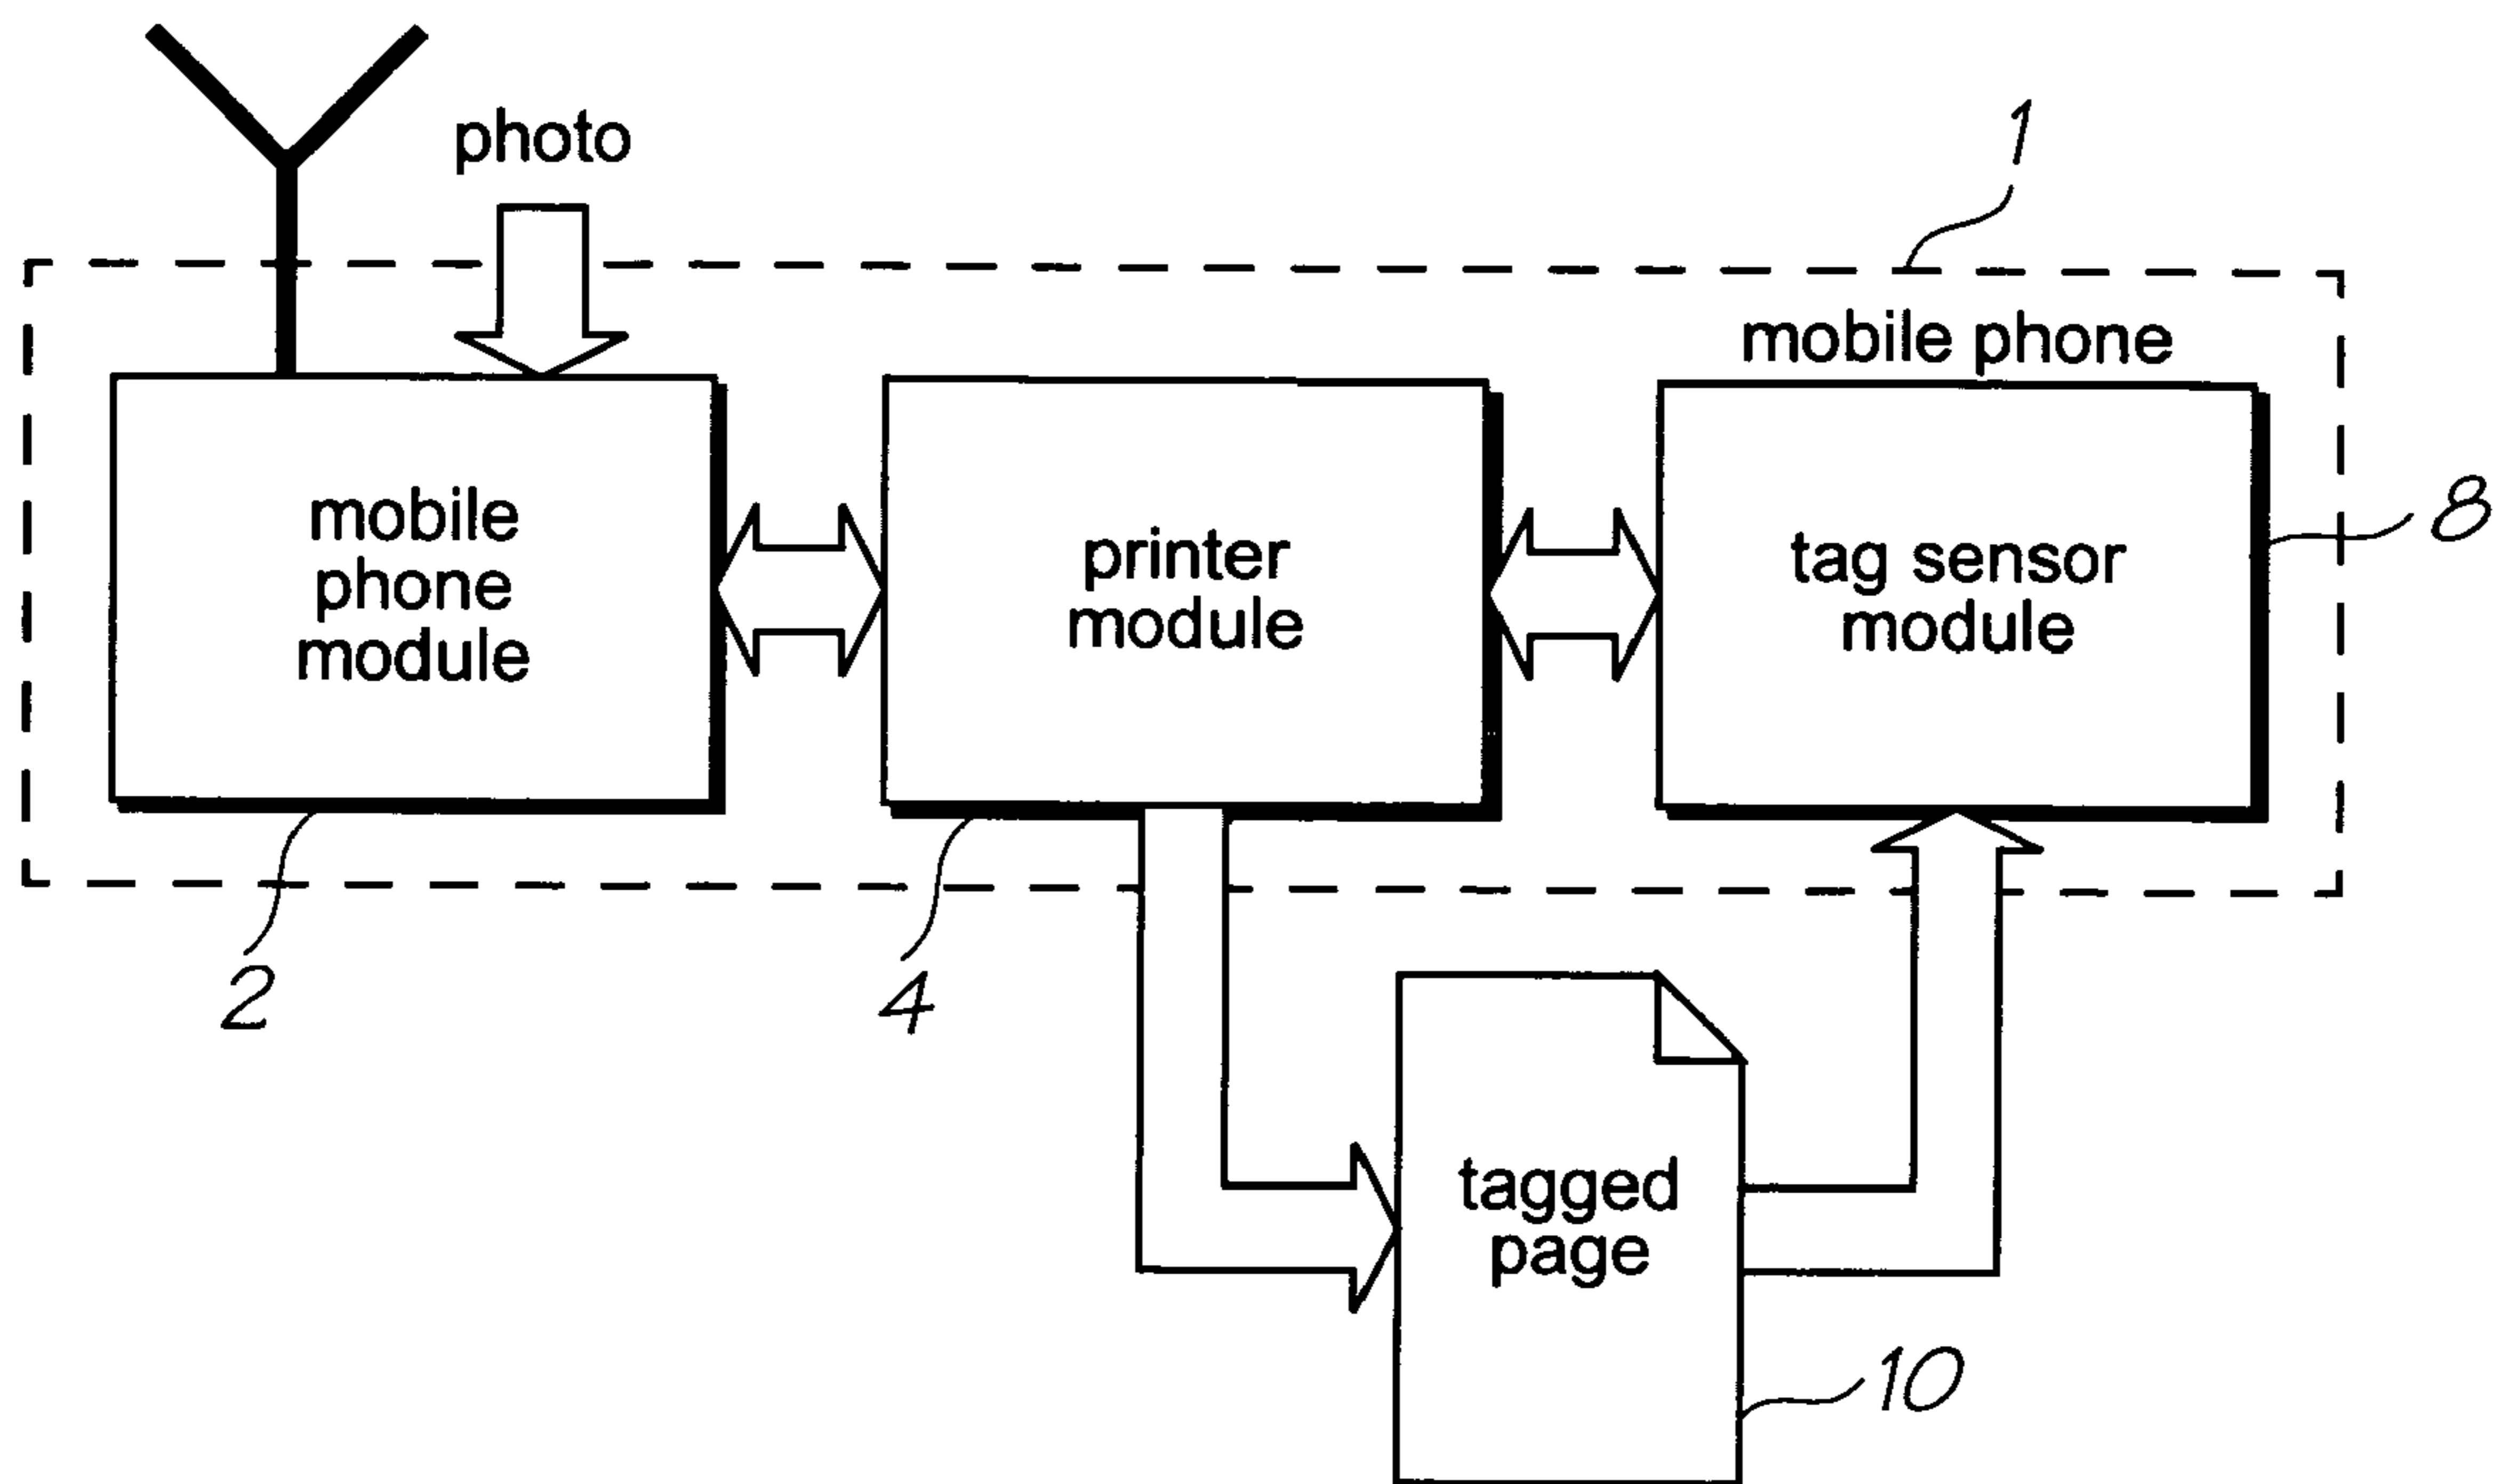 photo
1
mobile phone
mobile
phone
module
printer
module
tag sensor
module
8
2
4
tagged
page
10